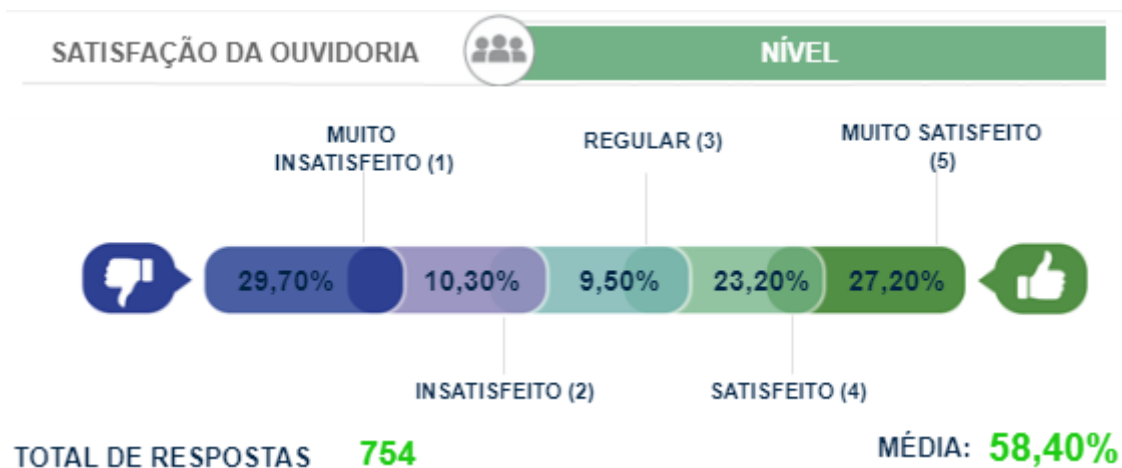 SATISFAÇÃO DA OUVIDORIA
NÍVEL
MUITO
INSATISFEITO (1)
REGULAR (3)
MUITO SATISFEITO
(5)
29,70%
10,30%
9,50%
23,20%
27,20%
INSATISFEITO (2)
SATISFEITO (4)
TOTAL DE RESPOSTAS 754
MÉDIA: 58,40%